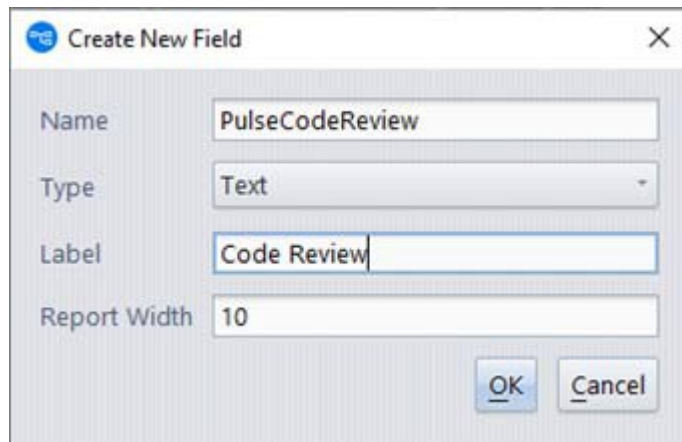 Create New Field
Name PulseCodeReview
Type Text
Label Code Review
Report Width 10
OK Cancel